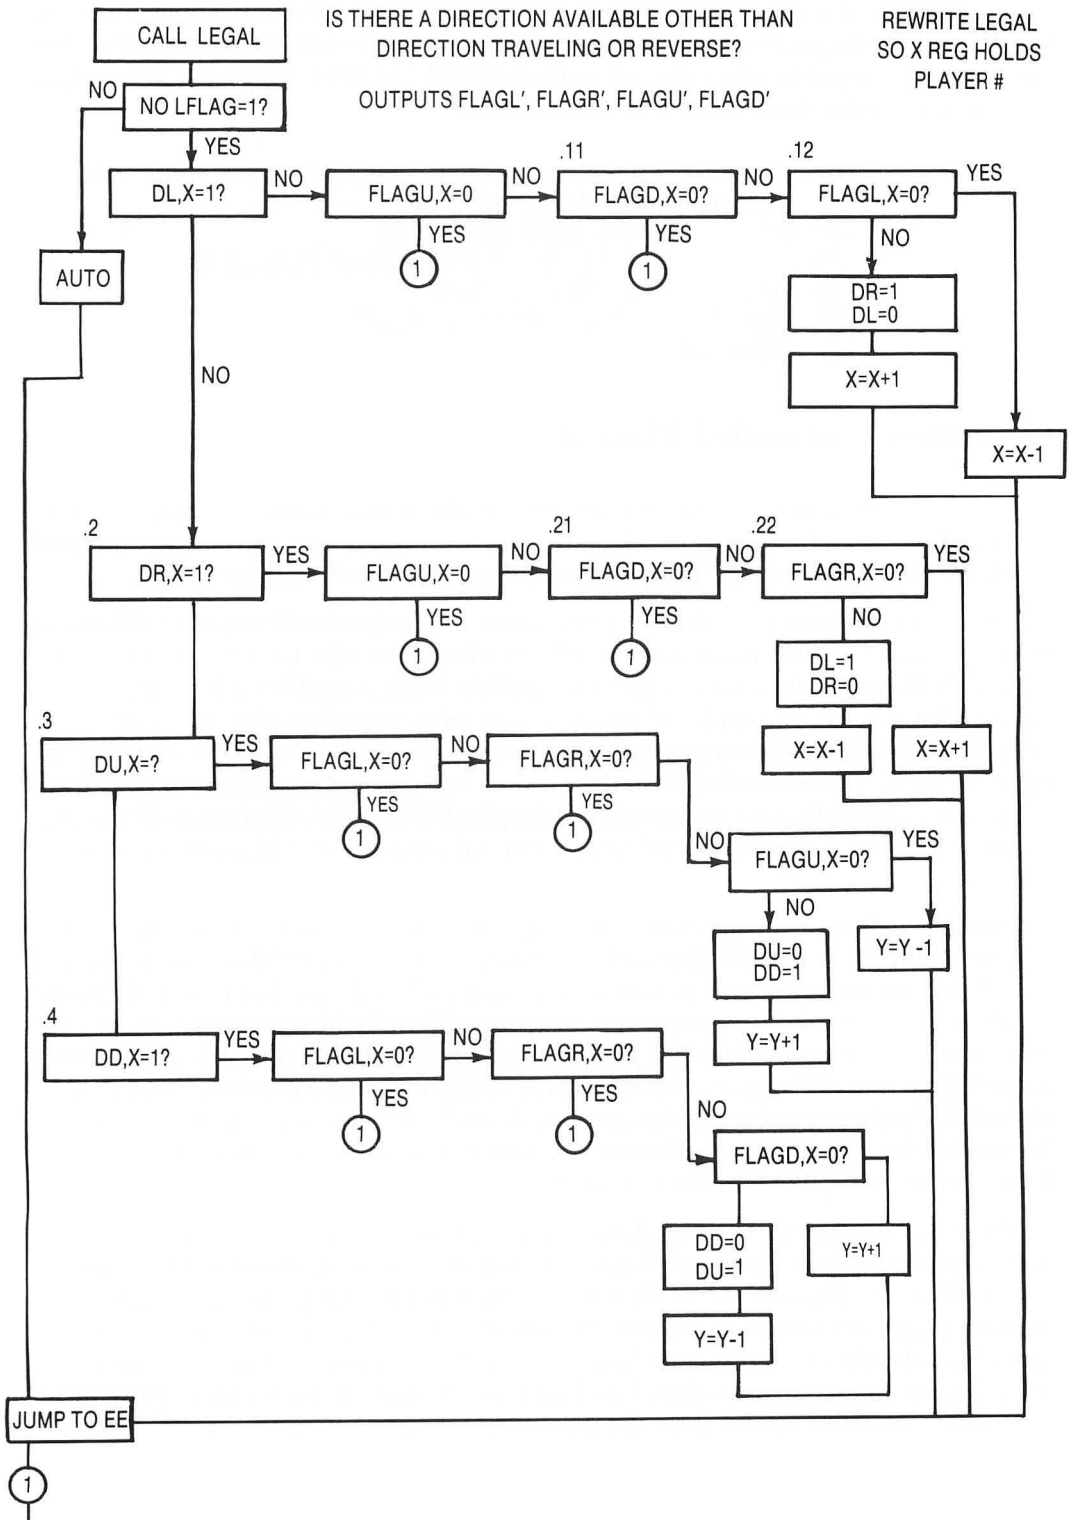 CALL LEGAL
IS THERE A DIRECTION AVAILABLE OTHER THAN
DIRECTION TRAVELING OR REVERSE?
OUTPUTS FLAGL′, FLAGR′, FLAGU′, FLAGD′
REWRITE LEGAL
SO X REG HOLDS
PLAYER #
NO
NO LFLAG=1?
YES
DL,X=1?
NO
FLAGU,X=0
YES
1
NO
.11
FLAGD,X=0?
YES
1
NO
.12
FLAGL,X=0?
YES
NO
DR=1
DL=0
X=X+1
X=X-1
AUTO
NO
.2
DR,X=1?
YES
FLAGU,X=0
YES
1
NO
.21
FLAGD,X=0?
YES
1
NO
.22
FLAGR,X=0?
YES
NO
DL=1
DR=0
X=X-1
X=X+1
.3
DU,X=?
YES
FLAGL,X=0?
YES
1
NO
FLAGR,X=0?
YES
1
NO
FLAGU,X=0?
YES
NO
DU=0
DD=1
Y=Y+1
Y=Y -1
.4
DD,X=1?
YES
FLAGL,X=0?
YES
1
NO
FLAGR,X=0?
YES
1
NO
FLAGD,X=0?
DD=0
DU=1
Y=Y-1
Y=Y+1
JUMP TO EE
1